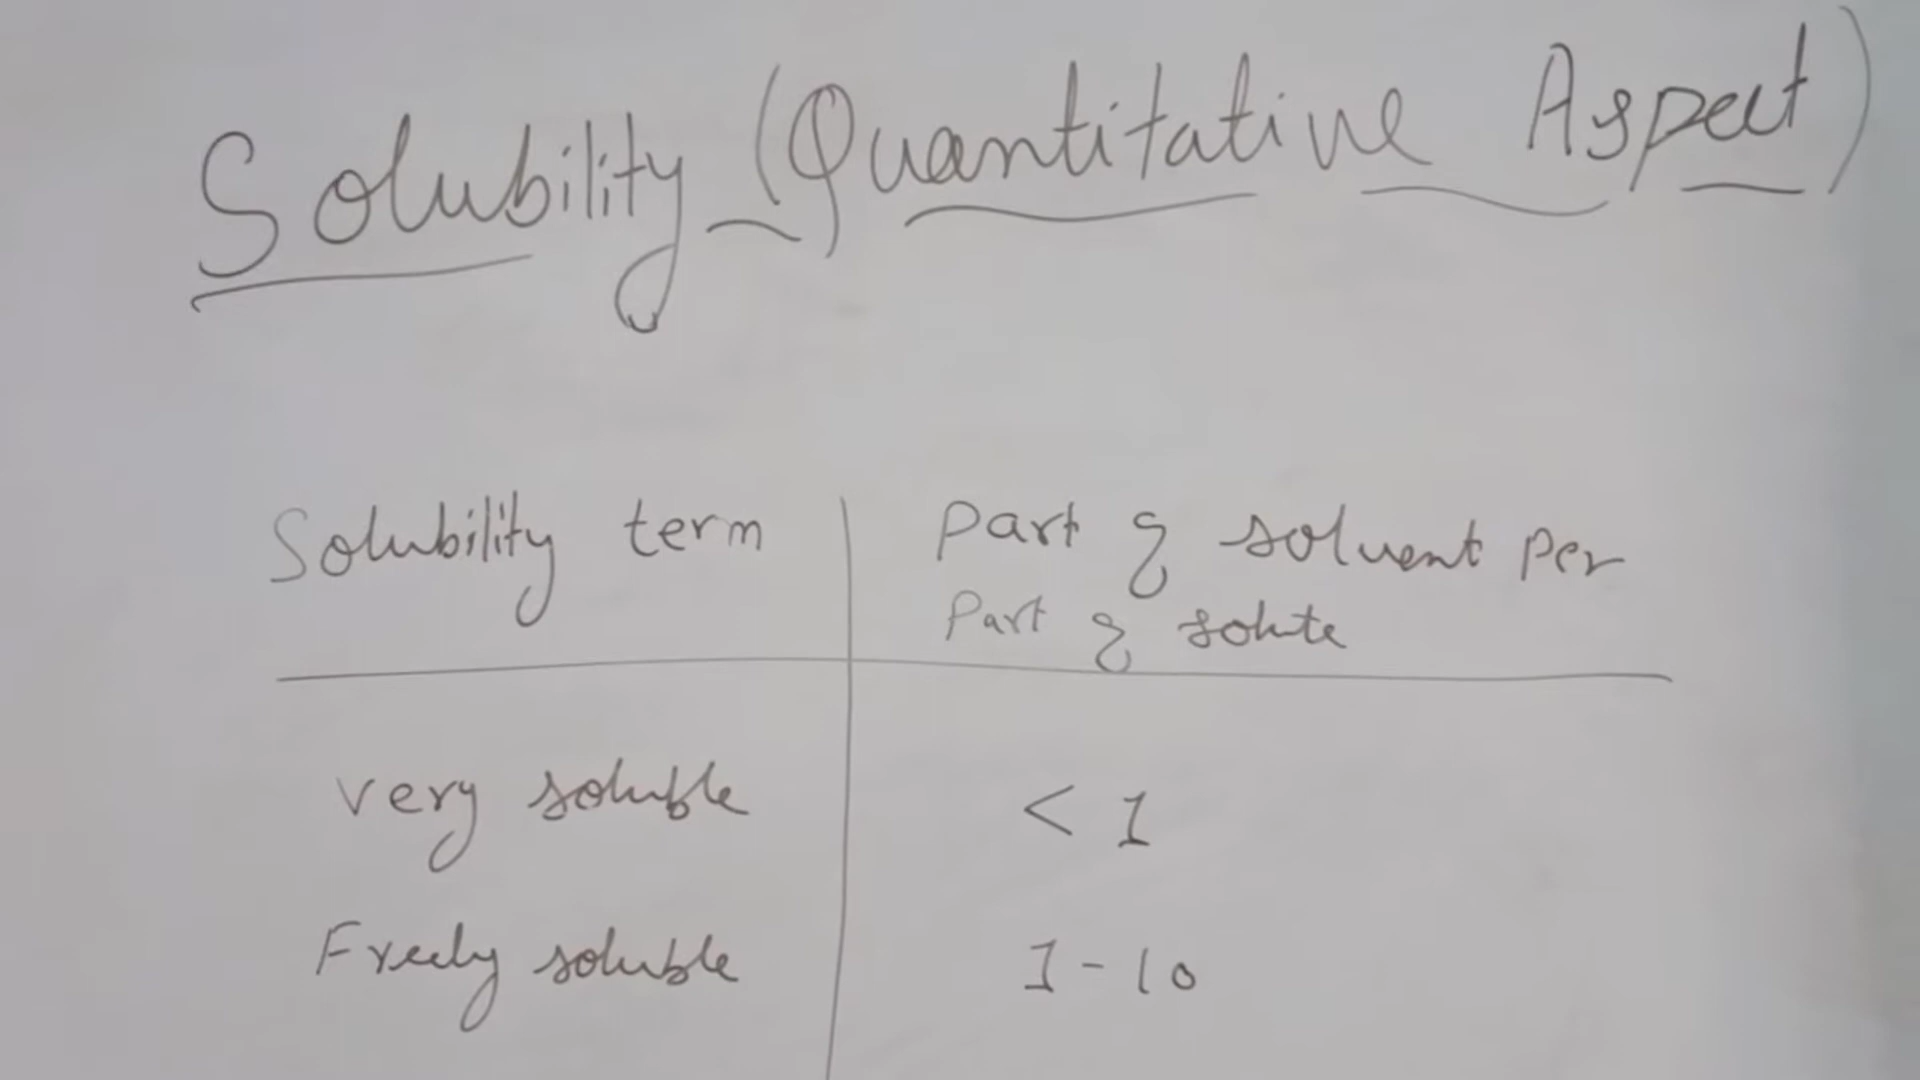 Solubility (Quantitative Aspect)
Solubility term
Part of solvent per
Part of solute
very soluble
< 1
Freely soluble
1-10